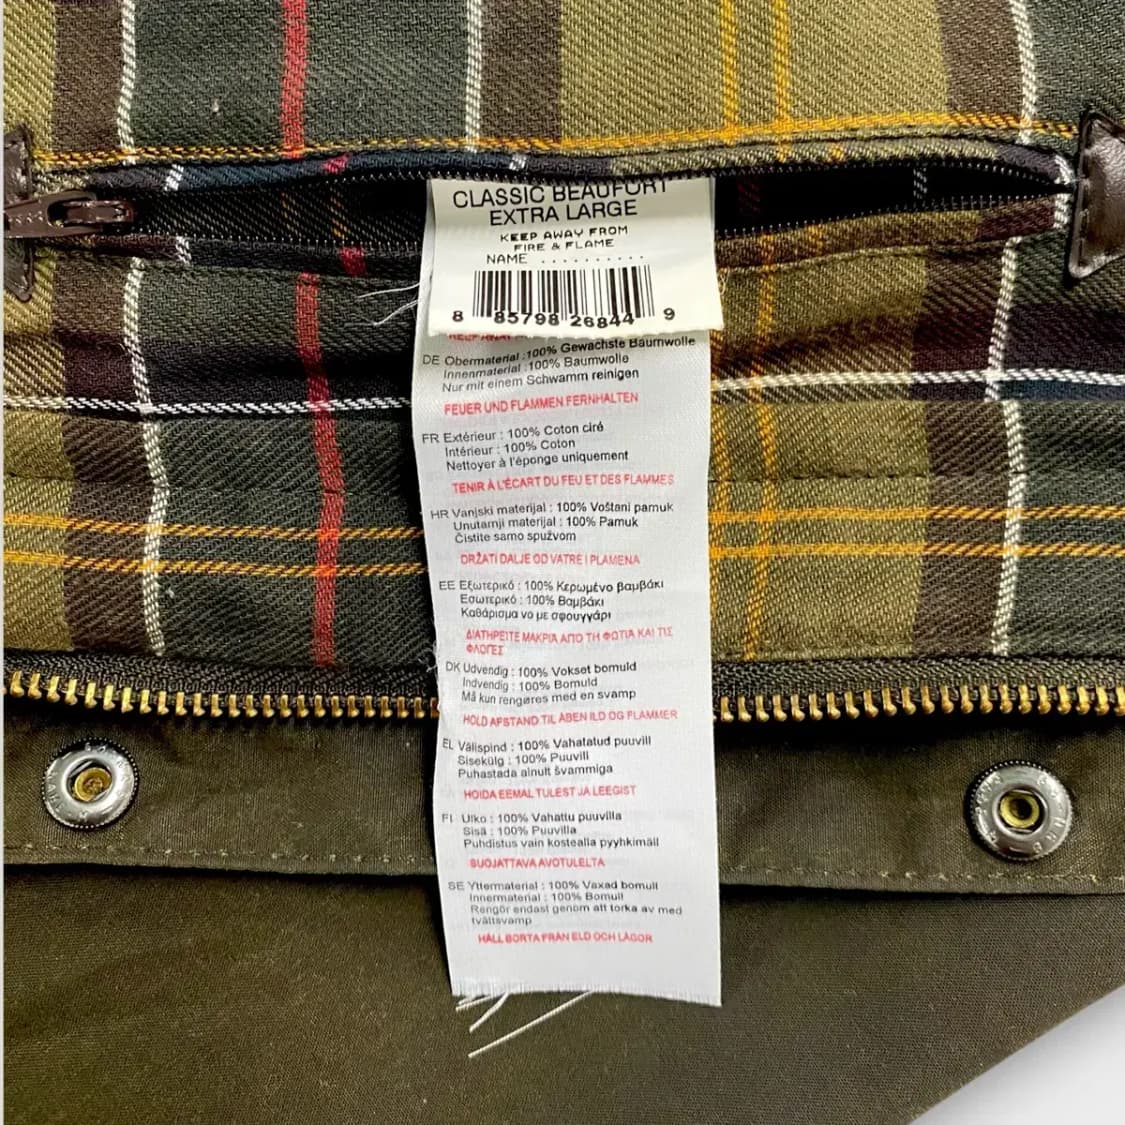 CLASSIC BEAUFORT
EXTRA LARGE
KEEP AWAY FROM
FIRE & FLAME
NAME ..........
8 85798 26844 9
DE Obermaterial :100% Gewachste Baumwolle
Innenmaterial :100% Baumwolle
Nur mit einem Schwamm reinigen
FEUER UND FLAMMEN FERNHALTEN
FR Extérieur : 100% Coton ciré
Intérieur : 100% Coton
Nettoyer à l'éponge uniquement
TENIR À L'ÉCART DU FEU ET DES FLAMMES
HR Vanjski materijal : 100% Voštani pamuk
Unutarnji materijal : 100% Pamuk
Čistite samo spužvom
DRŽATI DALJE OD VATRE I PLAMENA
EE Εξωτερικό : 100% Κερωμένο βαμβάκι
Εσωτερικό : 100% Βαμβάκι
Καθάρισμα νο με σφουγγάρι
ΔΙΑΤΗΡΕΙΤΕ ΜΑΚΡΙΑ ΑΠΟ ΤΗ ΦΩΤΙΑ ΚΑΙ ΤΙΣ
ΦΛΟΓΕΣ
DK Udvendig : 100% Vokset bomuld
Indvendig : 100% Bomuld
Må kun rengøres med en svamp
HOLD AFSTAND TIL ÅBEN ILD OG FLAMMER
EL Välispind : 100% Vahatatud puuvill
Sisekülg : 100% Puuvill
Puhastada ainult švammiga
HOIDA EEMAL TULEST JA LEEGIST
FI Ulko : 100% Vahattu puuvilla
Sisä : 100% Puuvilla
Puhdistus vain kostealla pyyhkimäll
SUOJATTAVA AVOTULELTA
SE Yttermaterial : 100% Vaxad bomull
Innermaterial : 100% Bomull
Rengör endast genom att torka av med
tvättsvamp
HÅLL BORTA FRÅN ELD OCH LÅGOR